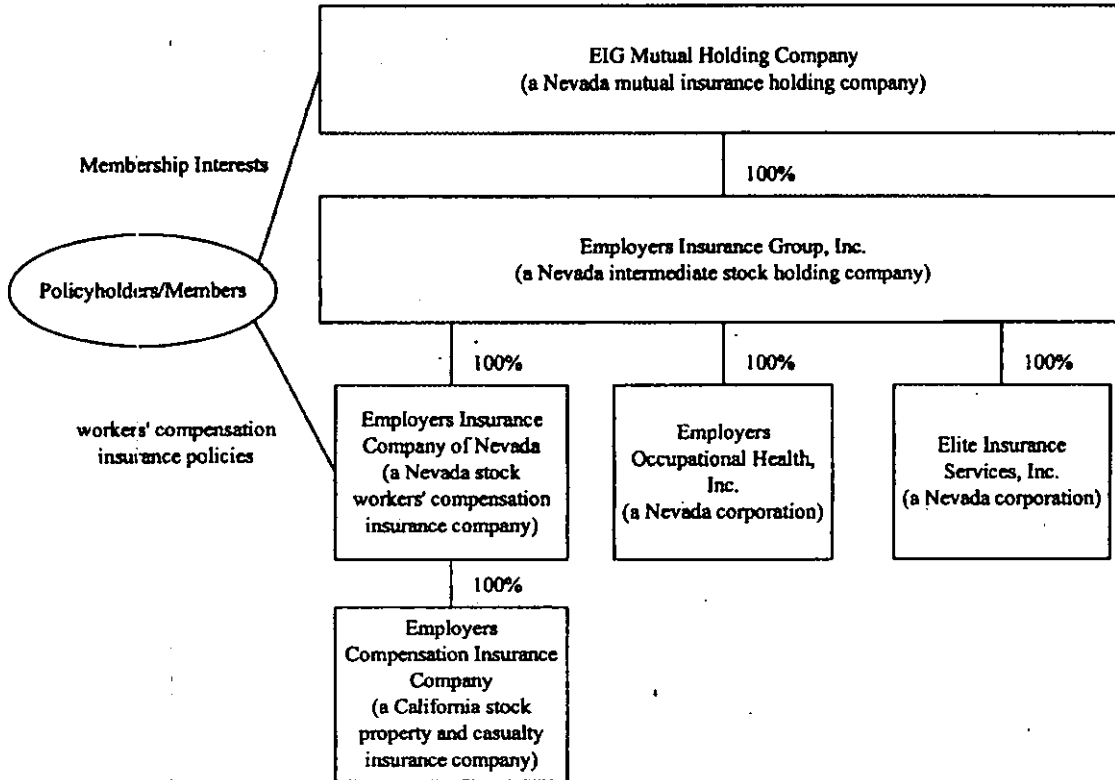 EIG Mutual Holding Company
(a Nevada mutual insurance holding company)
Membership Interests
100%
Employers Insurance Group, Inc.
(a Nevada intermediate stock holding company)
Policyholders/Members
100%
100%
100%
workers' compensation
insurance policies
Employers Insurance
Company of Nevada
(a Nevada stock
workers' compensation
insurance company)
Employers
Occupational Health,
Inc.
(a Nevada corporation)
Elite Insurance
Services, Inc.
(a Nevada corporation)
100%
Employers
Compensation Insurance
Company
(a California stock
property and casualty
insurance company)